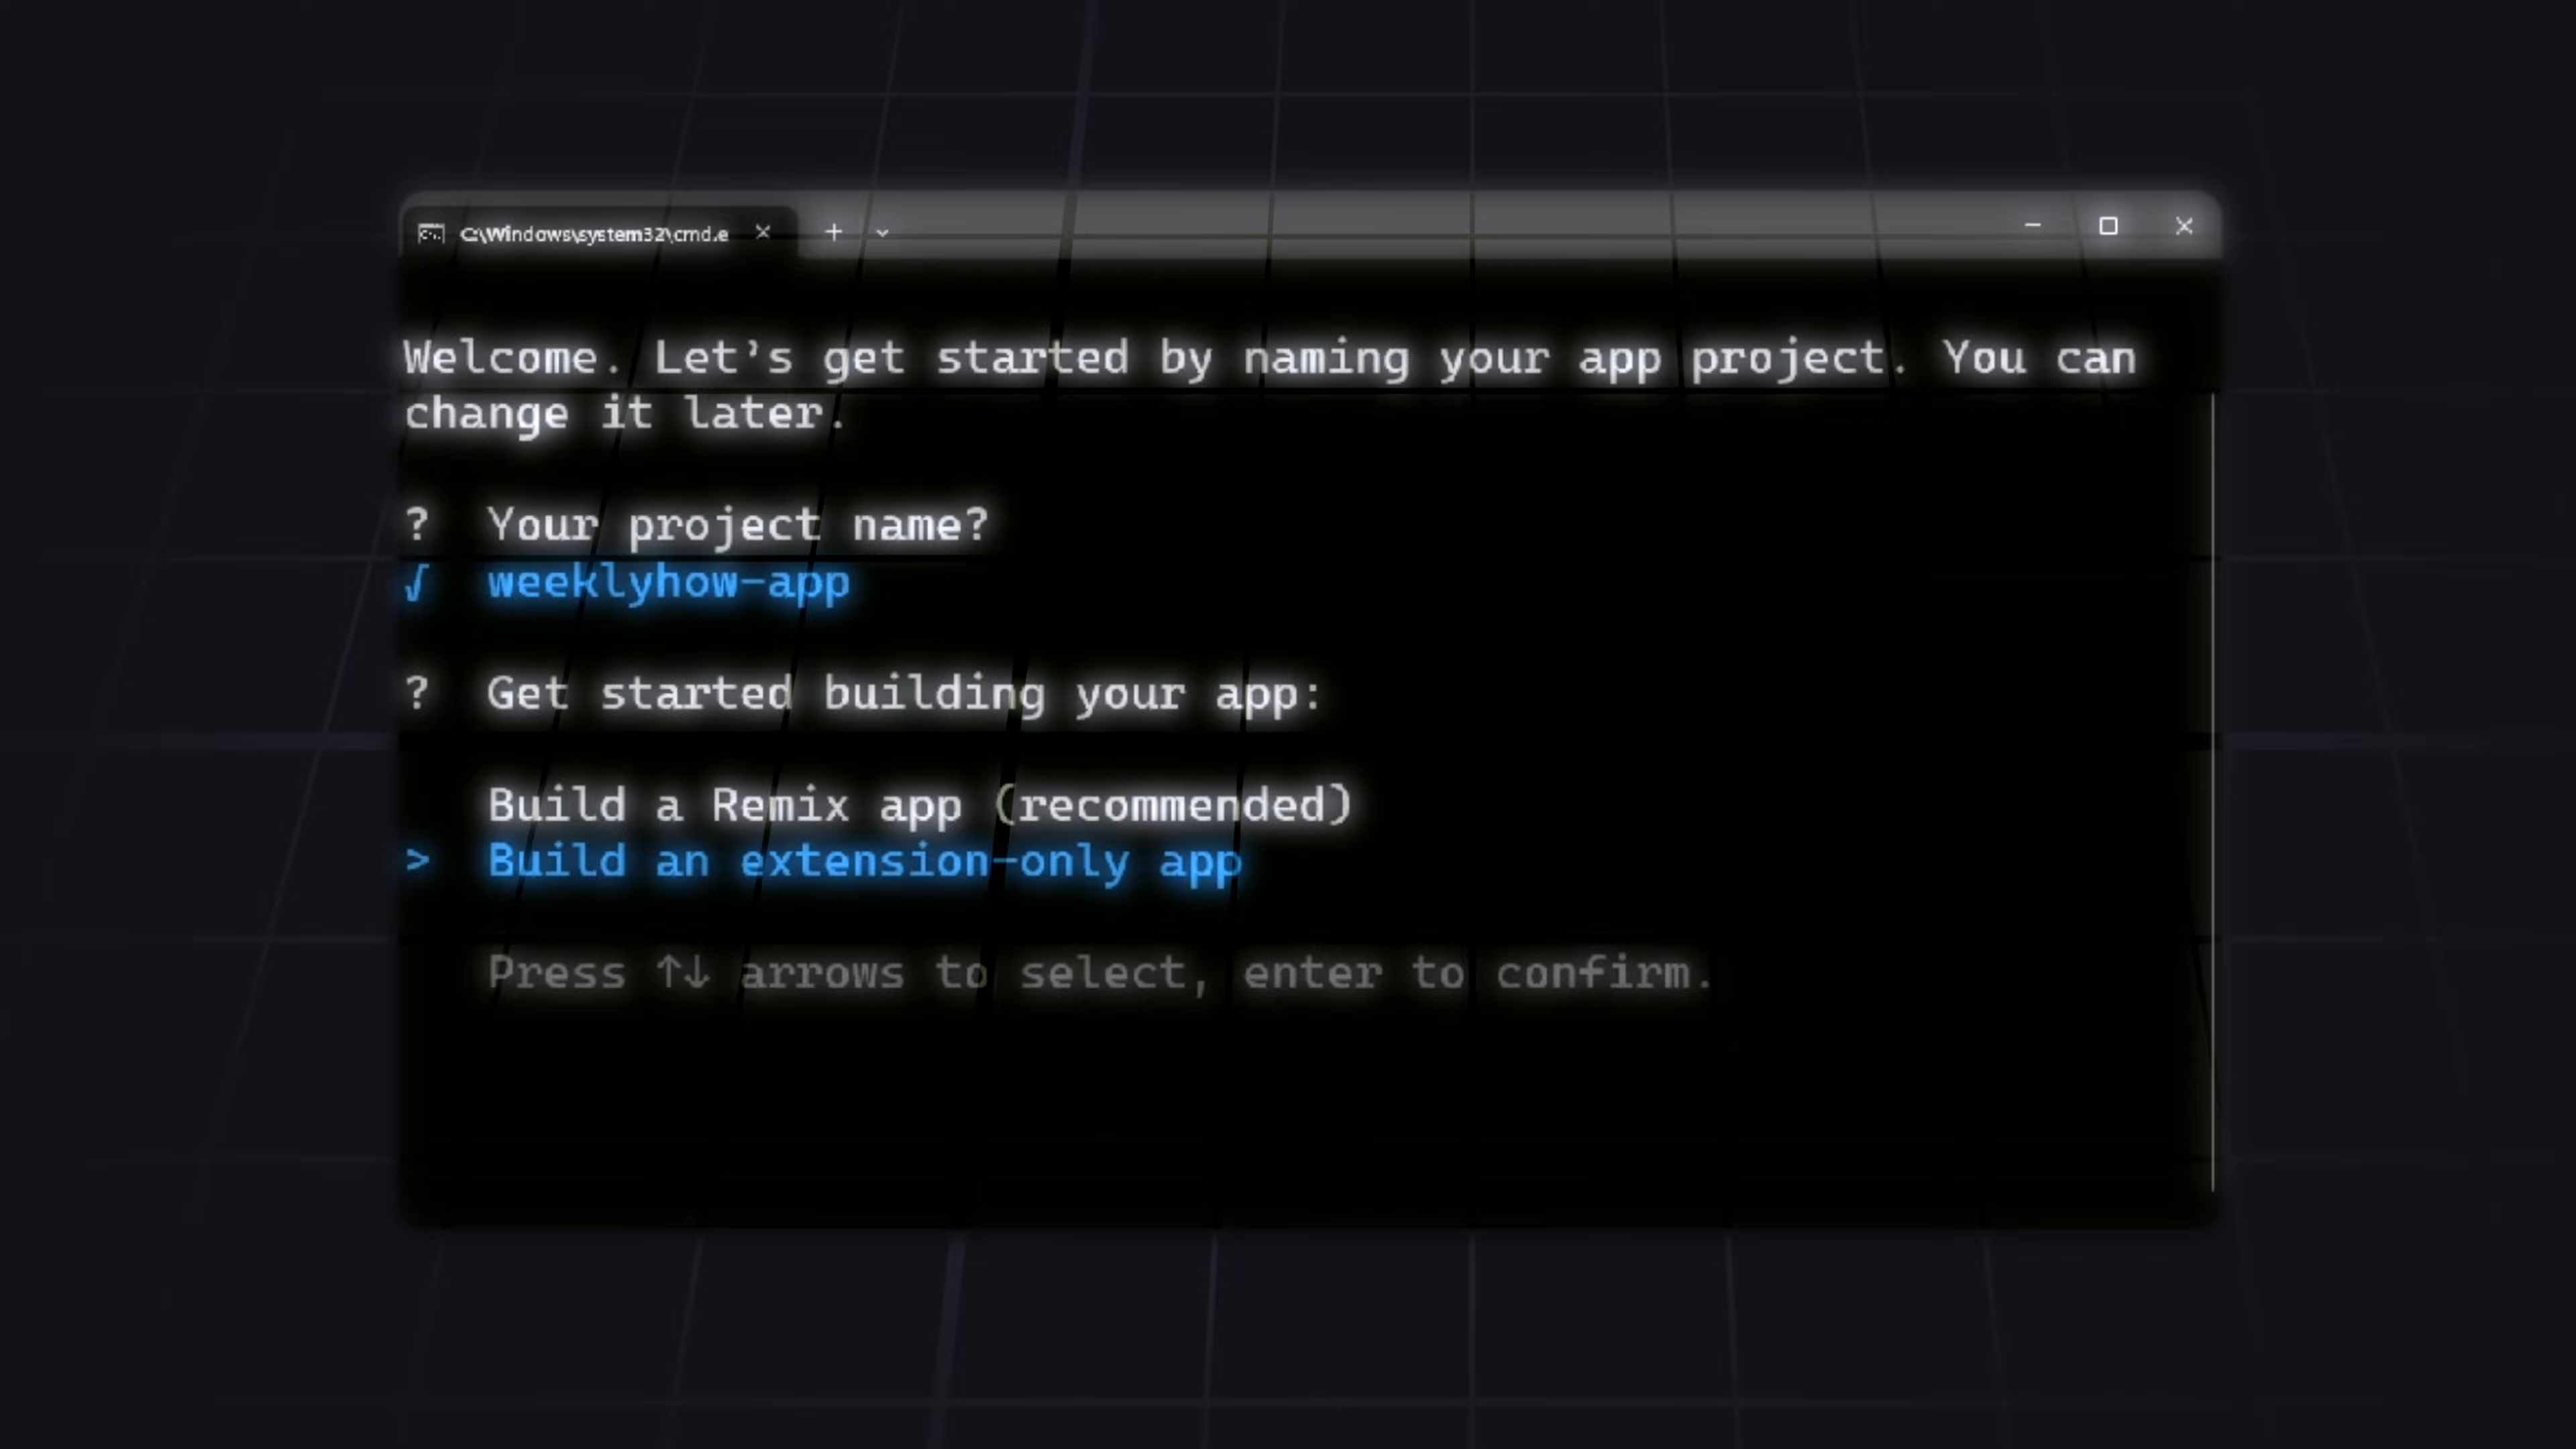 C:\Windows\system32\cmd.e
Welcome. Let's get started by naming your app project. You can
change it later.
? Your project name?
√ weeklyhow-app
? Get started building your app:
Build a Remix app (recommended)
> Build an extension-only app
Press ↑↓ arrows to select, enter to confirm.